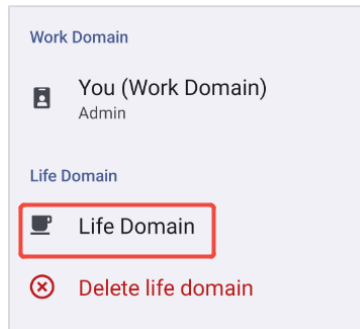 Work Domain
You (Work Domain)
Admin
Life Domain
Life Domain
Delete life domain